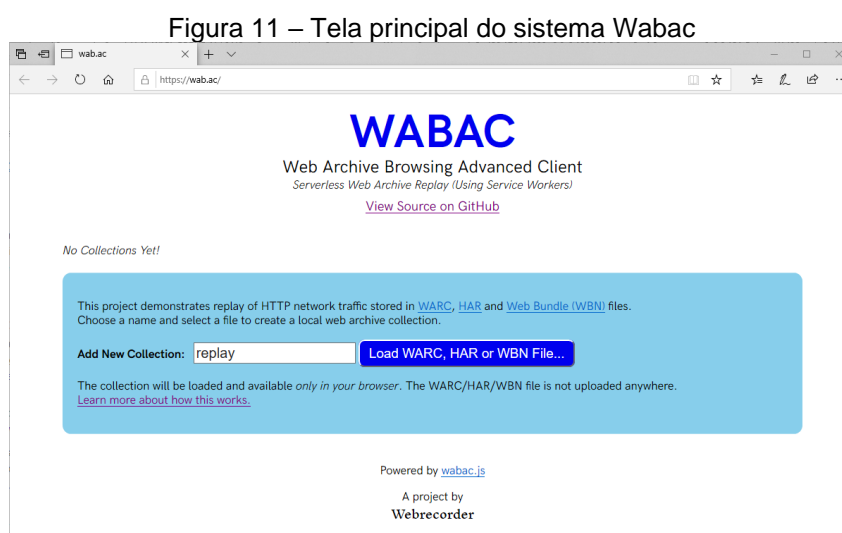 Figura 11 – Tela principal do sistema Wabac
wab.ac
https://wab.ac/
WABAC
Web Archive Browsing Advanced Client
Serverless Web Archive Replay (Using Service Workers)
View Source on GitHub
No Collections Yet!
This project demonstrates replay of HTTP network traffic stored in WARC, HAR and Web Bundle (WBN) files.
Choose a name and select a file to create a local web archive collection.
Add New Collection: replay Load WARC, HAR or WBN File...
The collection will be loaded and available only in your browser. The WARC/HAR/WBN file is not uploaded anywhere.
Learn more about how this works.
Powered by wabac.js
A project by
Webrecorder